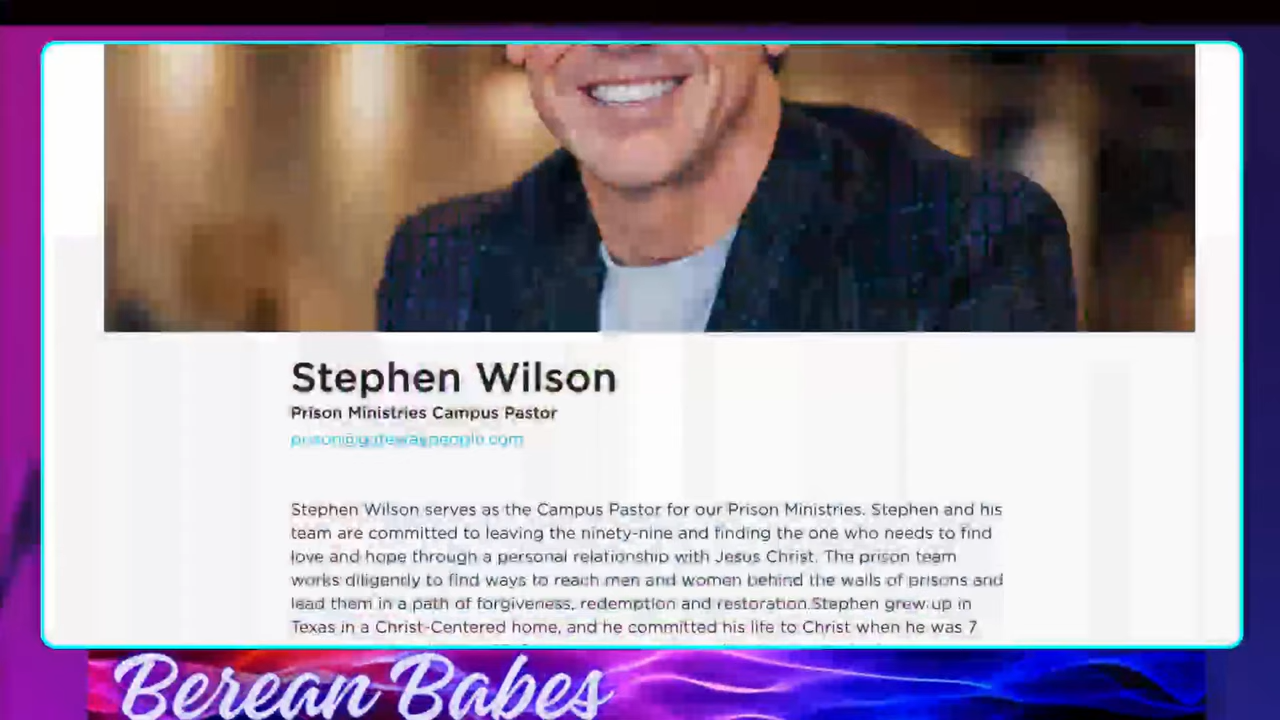 Stephen Wilson
Prison Ministries Campus Pastor
prison@gatewaypeople.com
Stephen Wilson serves as the Campus Pastor for our Prison Ministries. Stephen and his
team are committed to leaving the ninety-nine and finding the one who needs to find
love and hope through a personal relationship with Jesus Christ. The prison team
works diligently to find ways to reach men and women behind the walls of prisons and
lead them in a path of forgiveness, redemption and restoration.Stephen grew up in
Texas in a Christ-Centered home, and he committed his life to Christ when he was 7
Berean Babes